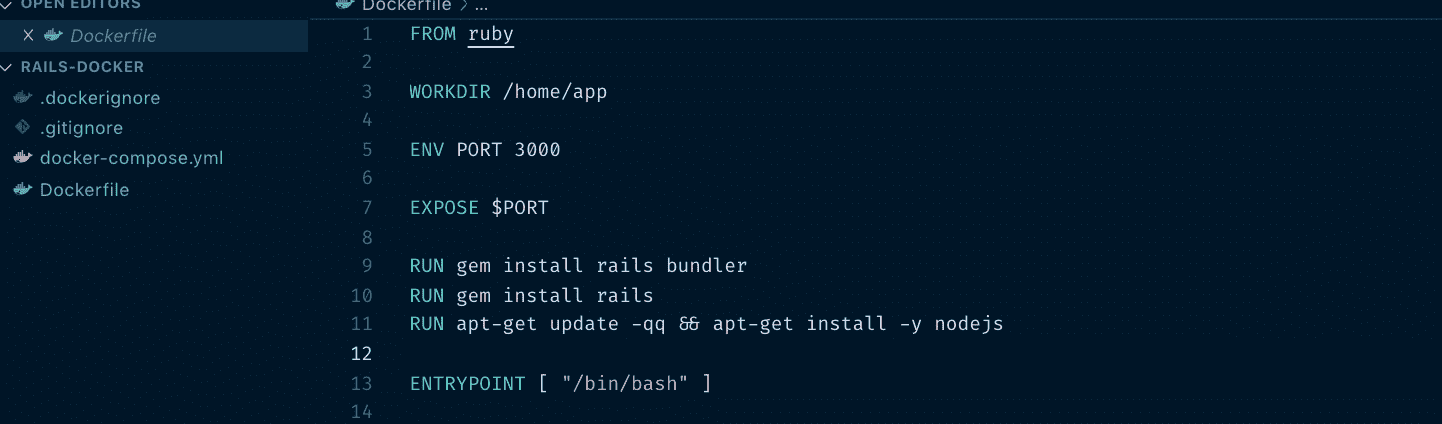 OPEN EDITORS
Dockerfile
RAILS-DOCKER
.dockerignore
.gitignore
docker-compose.yml
Dockerfile
Dockerfile > ...
1 FROM ruby
2
3 WORKDIR /home/app
4
5 ENV PORT 3000
6
7 EXPOSE $PORT
8
9 RUN gem install rails bundler
10 RUN gem install rails
11 RUN apt-get update -qq && apt-get install -y nodejs
12
13 ENTRYPOINT [ "/bin/bash" ]
14